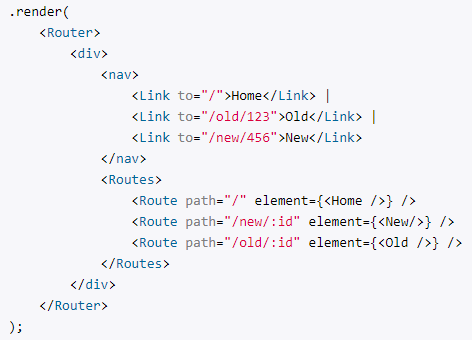 .render(
    <Router>
        <div>
            <nav>
                <Link to="/">Home</Link> |
                <Link to="/old/123">Old</Link> |
                <Link to="/new/456">New</Link>
            </nav>
            <Routes>
                <Route path="/" element={<Home />} />
                <Route path="/new/:id" element={<New/>} />
                <Route path="/old/:id" element={<Old />} />
            </Routes>
        </div>
    </Router>
);